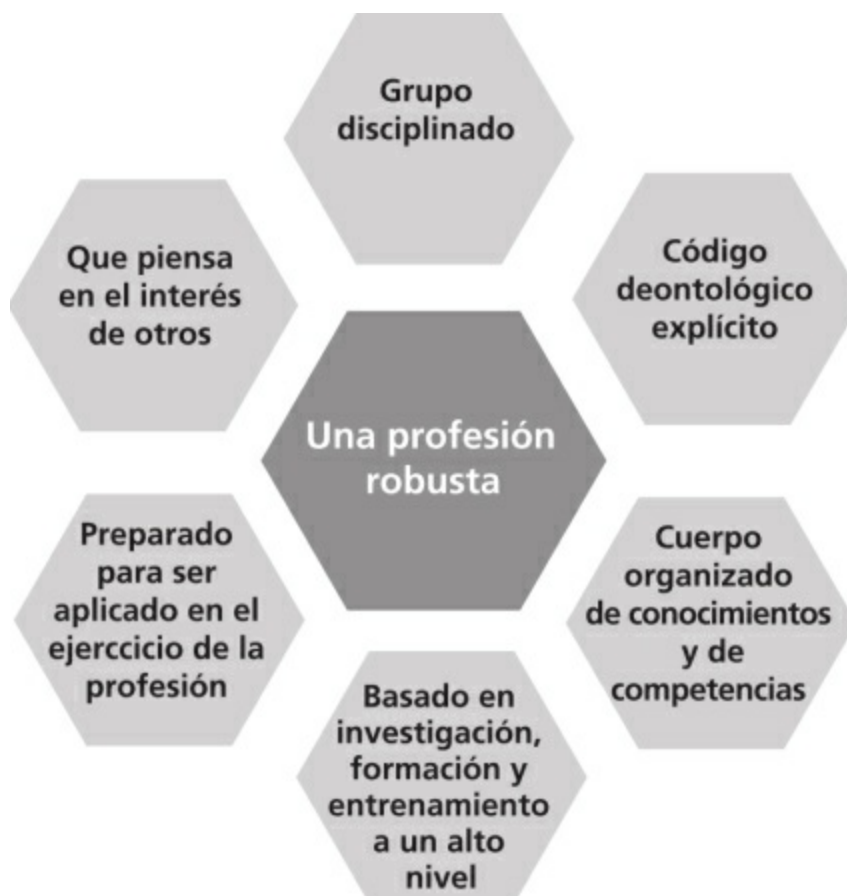 Grupo
disciplinado
Que piensa
en el interés
de otros
Código
deontológico
explícito
Una profesión
robusta
Preparado
para ser
aplicado en el
ejerccicio de la
profesión
Cuerpo
organizado
de conocimientos
y de
competencias
Basado en
investigación,
formación y
entrenamiento
a un alto
nivel